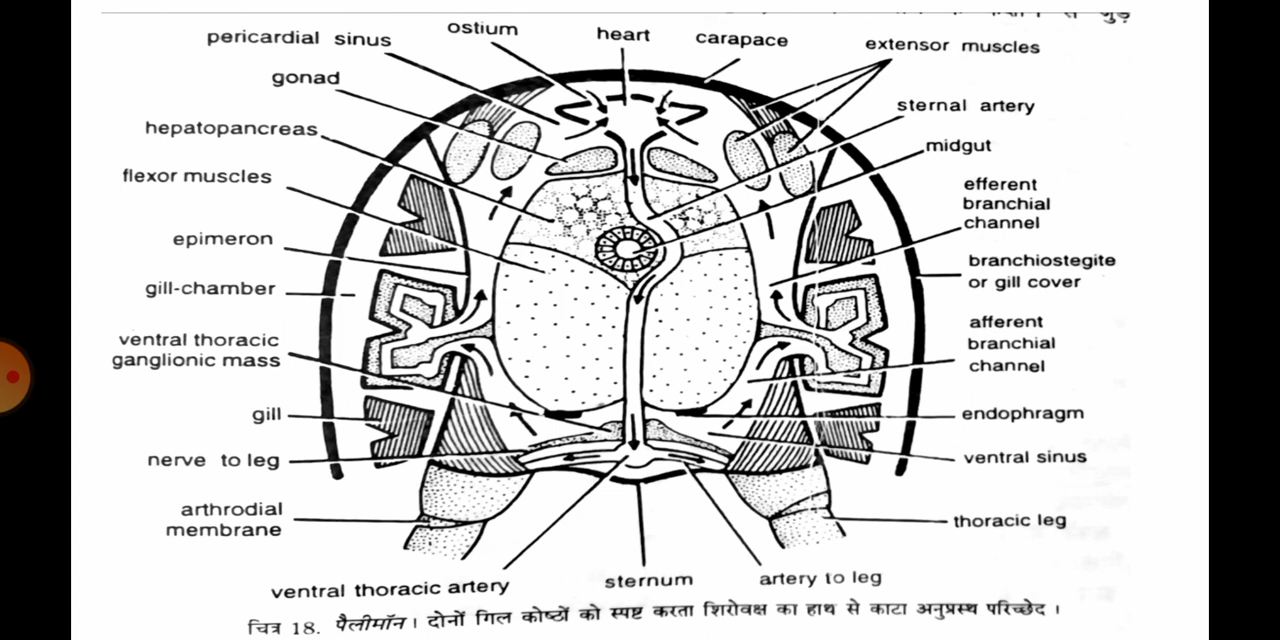 ostium
heart
carapace
pericardial sinus
extensor muscles
gonad
sternal artery
hepatopancreas
midgut
flexor muscles
efferent
branchial
channel
epimeron
branchiostegite
or gill cover
gill-chamber
afferent
branchial
channel
ventral thoracic
ganglionic mass
gill
endophragm
nerve to leg
ventral sinus
arthrodial
membrane
thoracic leg
ventral thoracic artery
sternum
artery to leg
चित्र 18. पैलीमॉन। दोनों गिल कोष्ठों को स्पष्ट करता शिरोवक्ष का हाथ से काटा अनुप्रस्थ परिच्छेद।